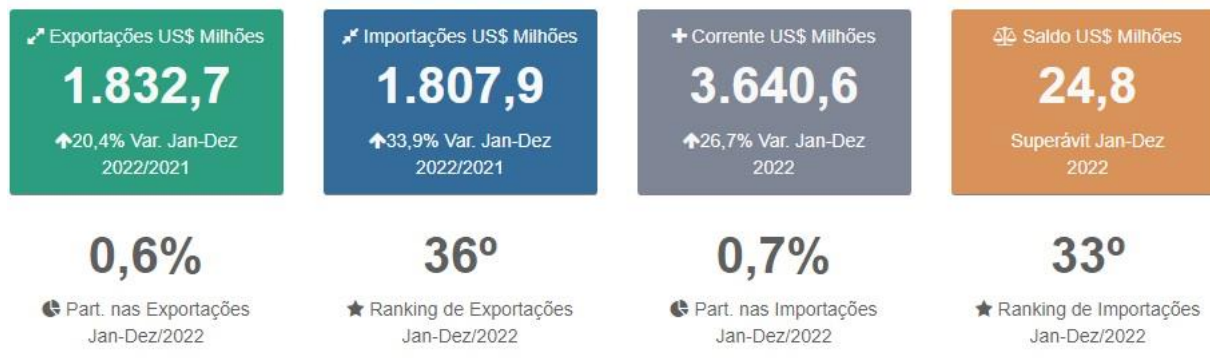 Exportações US$ Milhões
1.832,7
20,4% Var. Jan-Dez
2022/2021
Importações US$ Milhões
1.807,9
33,9% Var. Jan-Dez
2022/2021
Corrente US$ Milhões
3.640,6
26,7% Var. Jan-Dez
2022
Saldo US$ Milhões
24,8
Superávit Jan-Dez
2022
0,6%
Part. nas Exportações
Jan-Dez/2022
36º
Ranking de Exportações
Jan-Dez/2022
0,7%
Part. nas Importações
Jan-Dez/2022
33º
Ranking de Importações
Jan-Dez/2022